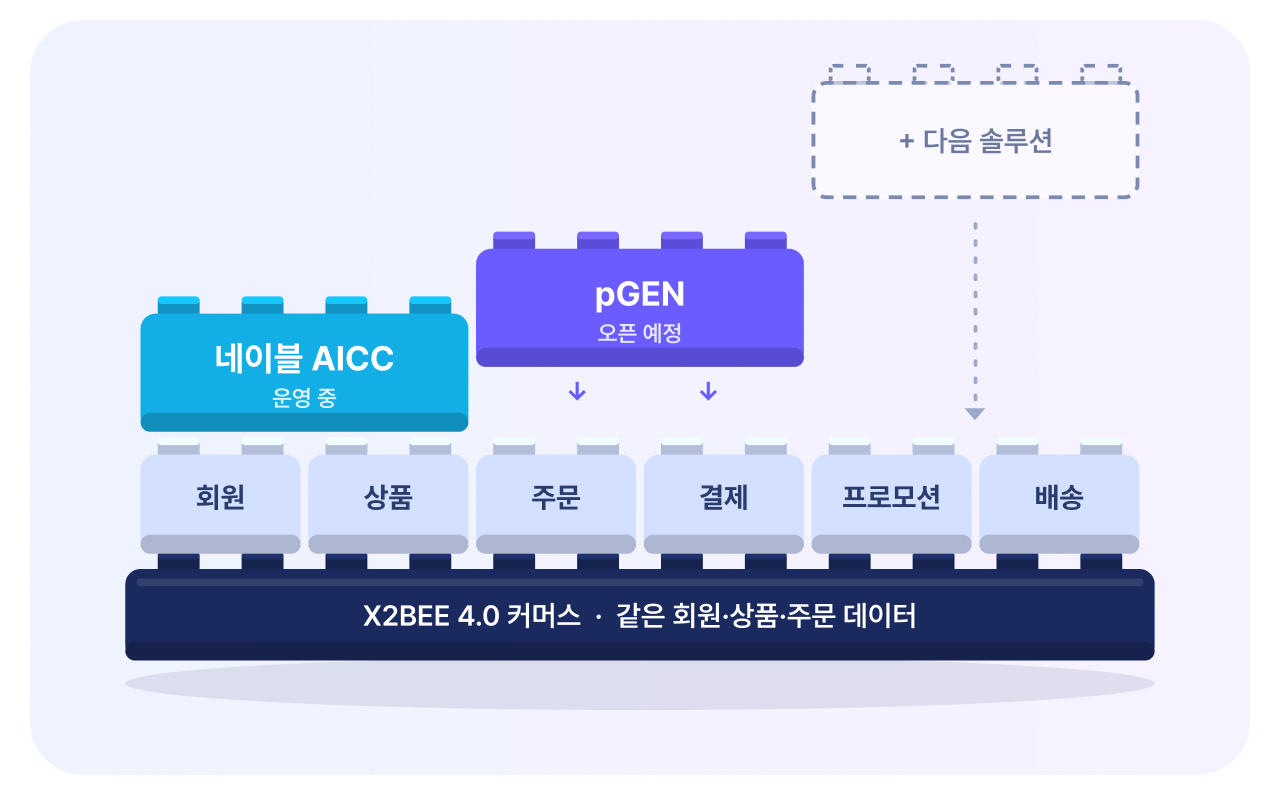 + 다음 솔루션
pGEN
오픈 예정
네이블 AICC
운영 중
회원
상품
주문
결제
프로모션
배송
X2BEE 4.0 커머스 · 같은 회원·상품·주문 데이터